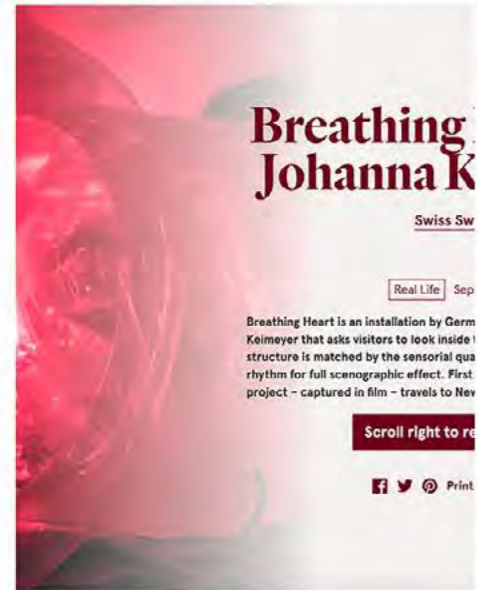 Breathing
Johanna K
Swiss Sw
Real Life Sep
Breathing Heart is an installation by Germ
Keimeyer that asks visitors to look inside
structure is matched by the sensorial qua
rhythm for full scenographic effect. First
project – captured in film – travels to New
Scroll right to re
Print